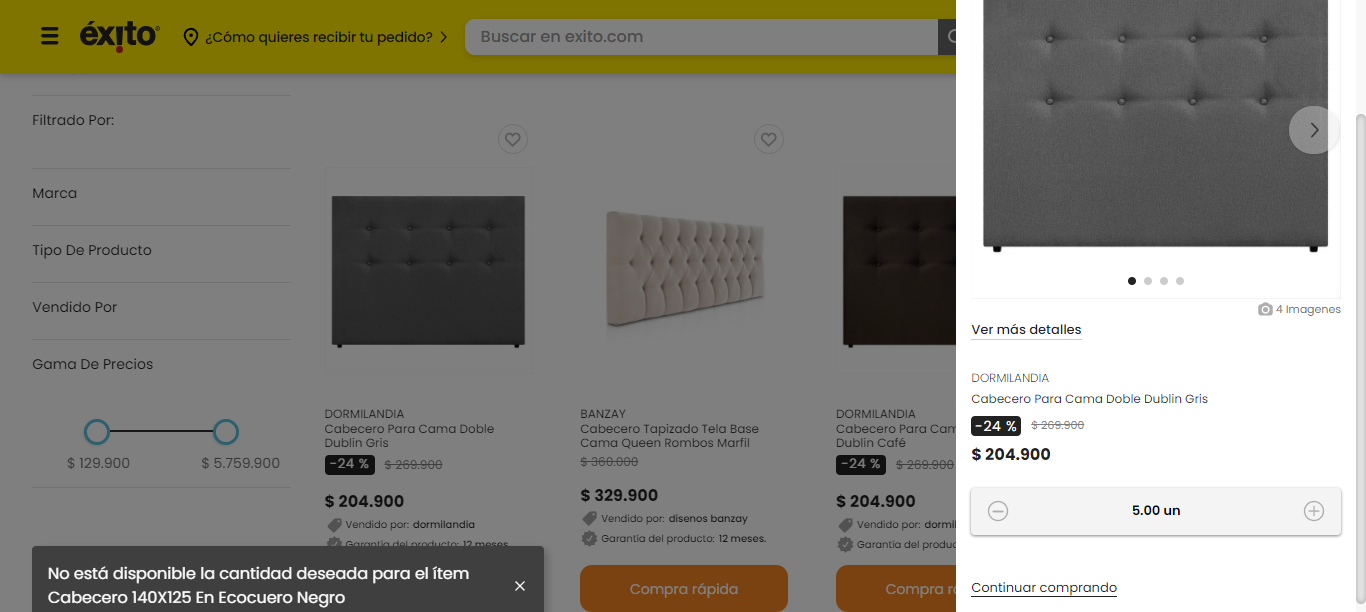 éxito
¿Cómo quieres recibir tu pedido?
Buscar en exito.com
Filtrado Por:
Marca
Tipo De Producto
Vendido Por
Gama De Precios
$ 129.900
$ 5.759.900
DORMILANDIA
Cabecero Para Cama Doble
Dublin Gris
-24 % $ 269.900
$ 204.900
Vendido por: dormilandia
Garantía del producto: 12 meses.
BANZAY
Cabecero Tapizado Tela Base
Cama Queen Rombos Marfil
$ 360.000
$ 329.900
Vendido por: disenos banzay
Garantía del producto: 12 meses.
Compra rápida
DORMILANDIA
Cabecero Para Cam
Dublin Café
-24 % $ 269.900
$ 204.900
Vendido por: dormil
Garantía del produc
Compra ro
No está disponible la cantidad deseada para el ítem
Cabecero 140X125 En Ecocuero Negro
4 Imagenes
Ver más detalles
DORMILANDIA
Cabecero Para Cama Doble Dublin Gris
-24 % $ 269.900
$ 204.900
5.00 un
Continuar comprando